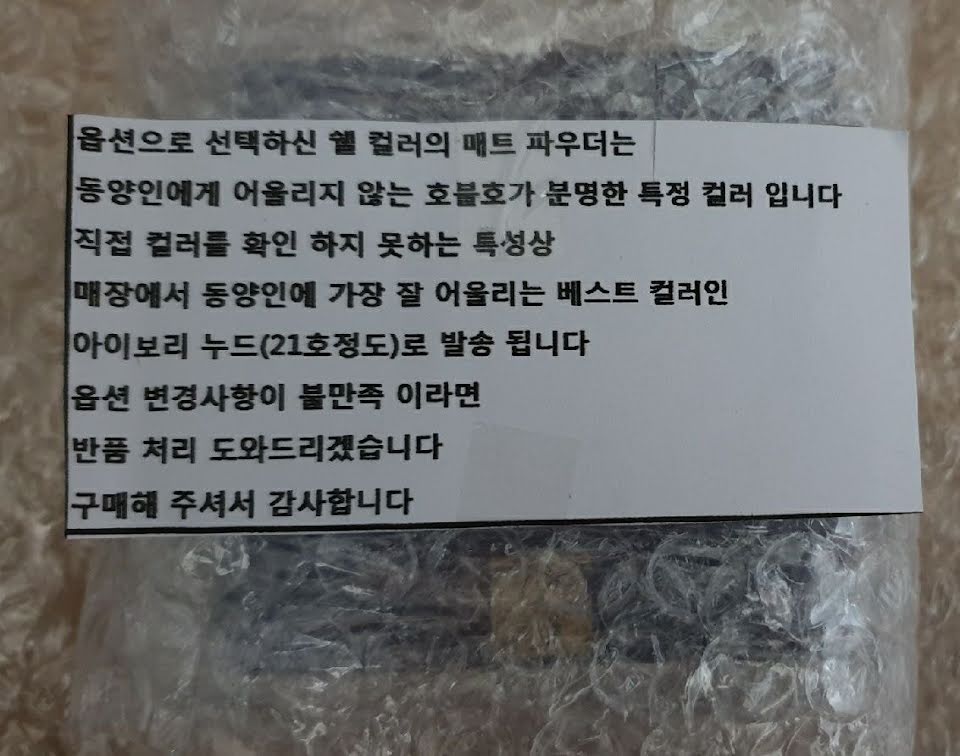 옵션으로 선택하신 쉘 컬러의 매트 파우더는
동양인에게 어울리지 않는 호불호가 분명한 특정 컬러 입니다
직접 컬러를 확인 하지 못하는 특성상
매장에서 동양인에 가장 잘 어울리는 베스트 컬러인
아이보리 누드(21호정도)로 발송 됩니다
옵션 변경사항이 불만족 이라면
반품 처리 도와드리겠습니다
구매해 주셔서 감사합니다